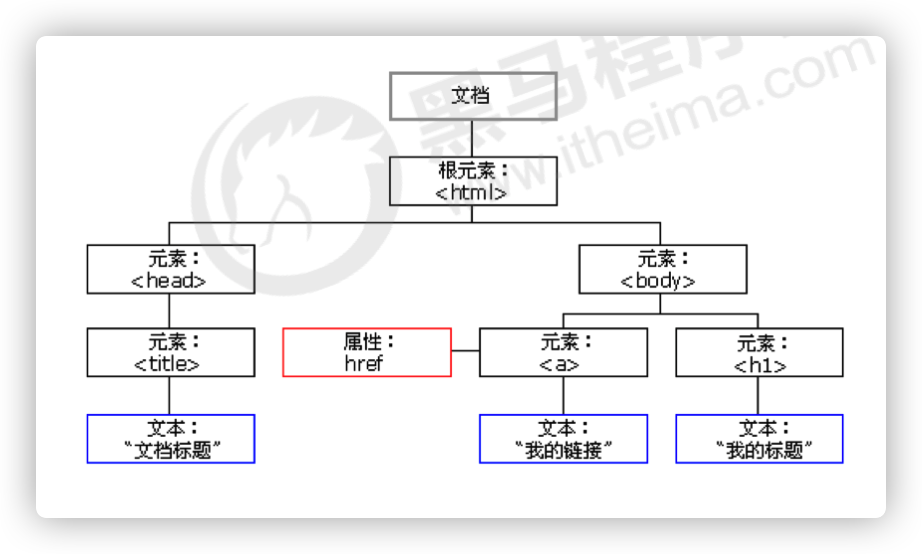 黑马程序
www.itheima.com
文档
根元素：
<html>
元素：
<head>
元素：
<body>
元素：
<title>
属性：
href
元素：
<a>
元素：
<h1>
文本：
"文档标题"
文本：
"我的链接"
文本：
"我的标题"